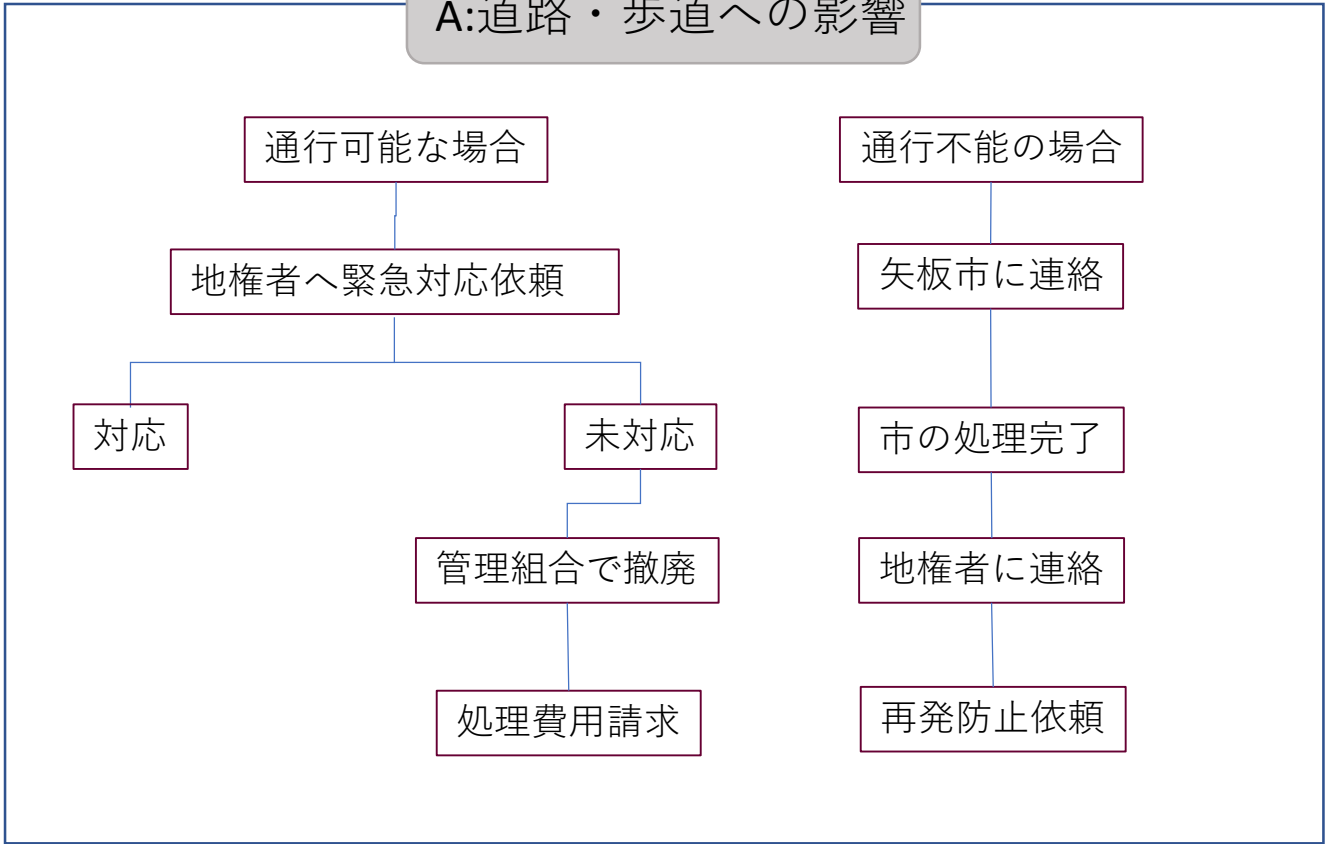 A:道路・歩道への影響
通行可能な場合
地権者へ緊急対応依頼
対応
未対応
管理組合で撤廃
処理費用請求
通行不能の場合
矢板市に連絡
市の処理完了
地権者に連絡
再発防止依頼